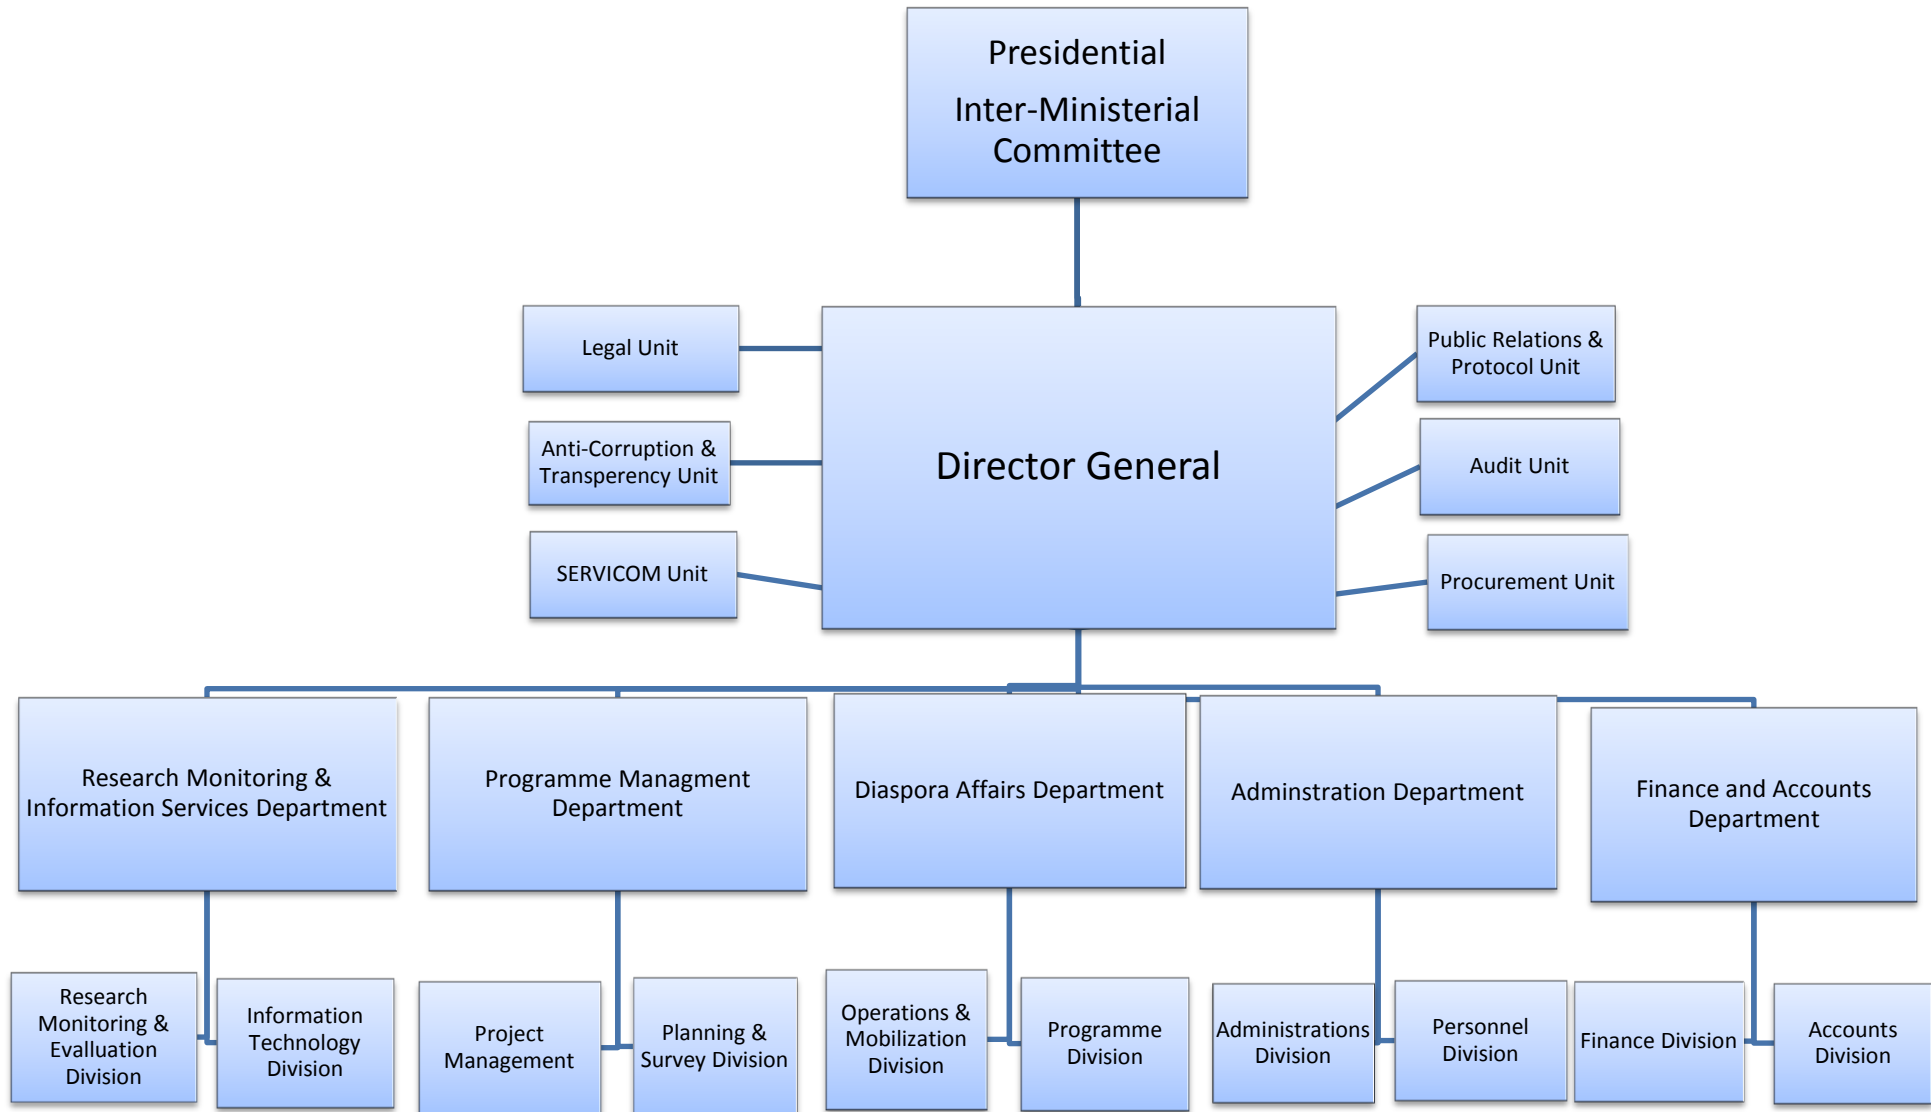 Presidential
Inter-Ministerial
Committee
Legal Unit
Anti-Corruption &
Transperency Unit
SERVICOM Unit
Director General
Public Relations &
Protocol Unit
Audit Unit
Procurement Unit
Research Monitoring &
Information Services Department
Programme Managment
Department
Diaspora Affairs Department
Adminstration Department
Finance and Accounts
Department
Research
Monitoring &
Evalluation
Division
Information
Technology
Division
Project
Management
Planning &
Survey Division
Operations &
Mobilization
Division
Programme
Division
Administrations
Division
Personnel
Division
Finance Division
Accounts
Division